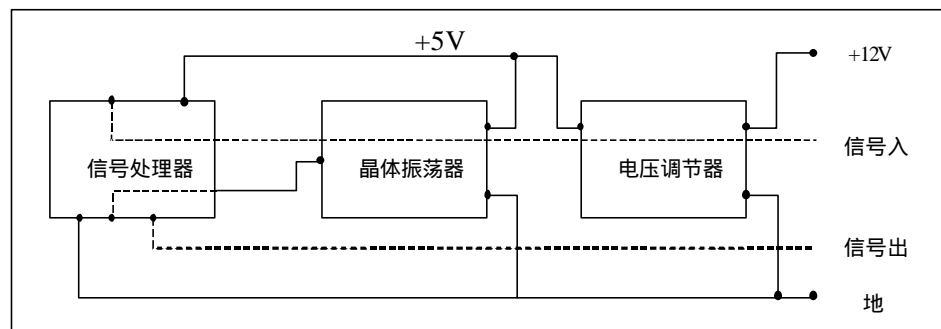 +5V
+12V
信号入
信号处理器
晶体振荡器
电压调节器
信号出
地